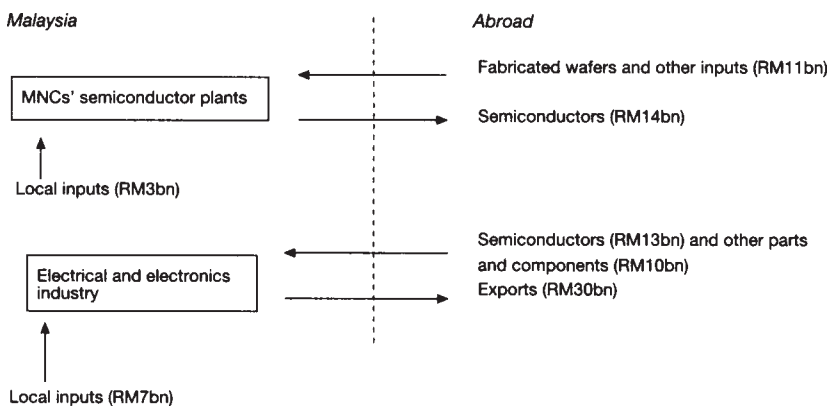 Malaysia
Abroad
Fabricated wafers and other inputs (RM11bn)
MNCs' semiconductor plants
Semiconductors (RM14bn)
Local inputs (RM3bn)
Semiconductors (RM13bn) and other parts
and components (RM10bn)
Electrical and electronics
industry
Exports (RM30bn)
Local inputs (RM7bn)